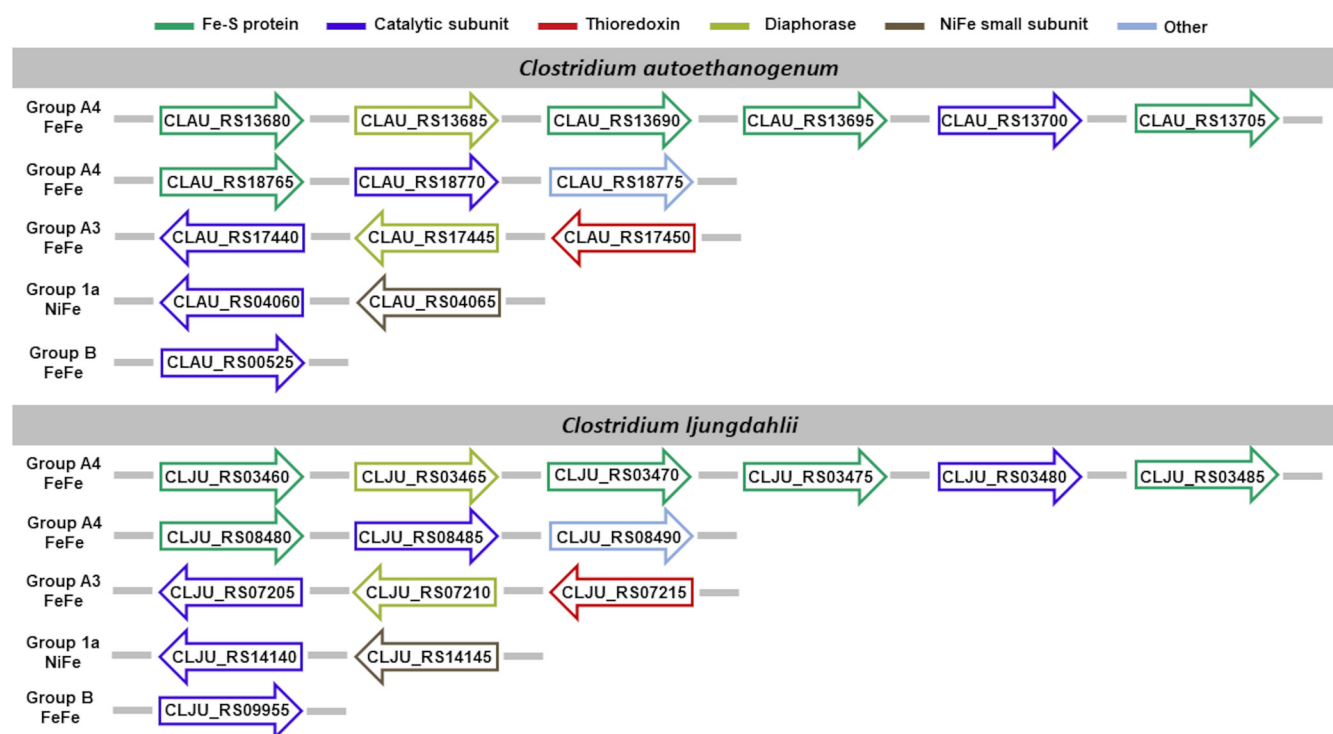 Fe-S protein Catalytic subunit Thioredoxin Diaphorase NiFe small subunit Other
Clostridium autoethanogenum
Group A4
FeFe
CLAU_RS13680 CLAU_RS13685 CLAU_RS13690 CLAU_RS13695 CLAU_RS13700 CLAU_RS13705
Group A4
FeFe
CLAU_RS18765 CLAU_RS18770 CLAU_RS18775
Group A3
FeFe
CLAU_RS17440 CLAU_RS17445 CLAU_RS17450
Group 1a
NiFe
CLAU_RS04060 CLAU_RS04065
Group B
FeFe
CLAU_RS00525
Clostridium ljungdahlii
Group A4
FeFe
CLJU_RS03460 CLJU_RS03465 CLJU_RS03470 CLJU_RS03475 CLJU_RS03480 CLJU_RS03485
Group A4
FeFe
CLJU_RS08480 CLJU_RS08485 CLJU_RS08490
Group A3
FeFe
CLJU_RS07205 CLJU_RS07210 CLJU_RS07215
Group 1a
NiFe
CLJU_RS14140 CLJU_RS14145
Group B
FeFe
CLJU_RS09955